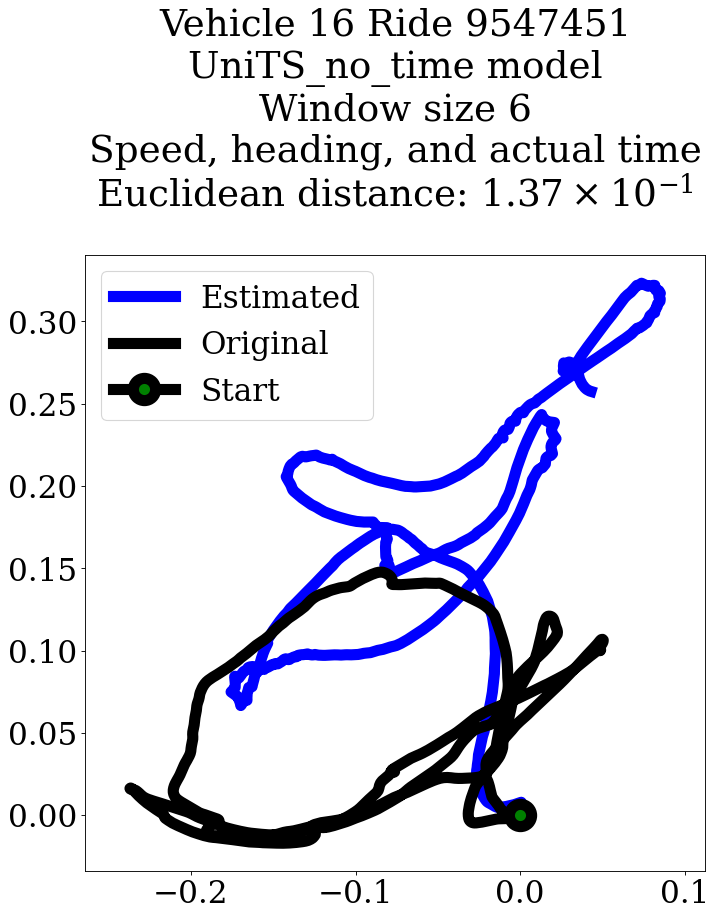 Vehicle 16 Ride 9547451
UniTS_no_time model
Window size 6
Speed, heading, and actual time
Euclidean distance: 1.37 × 10⁻¹
Estimated
Original
Start
0.30
0.25
0.20
0.15
0.10
0.05
0.00
−0.2 −0.1 0.0 0.1